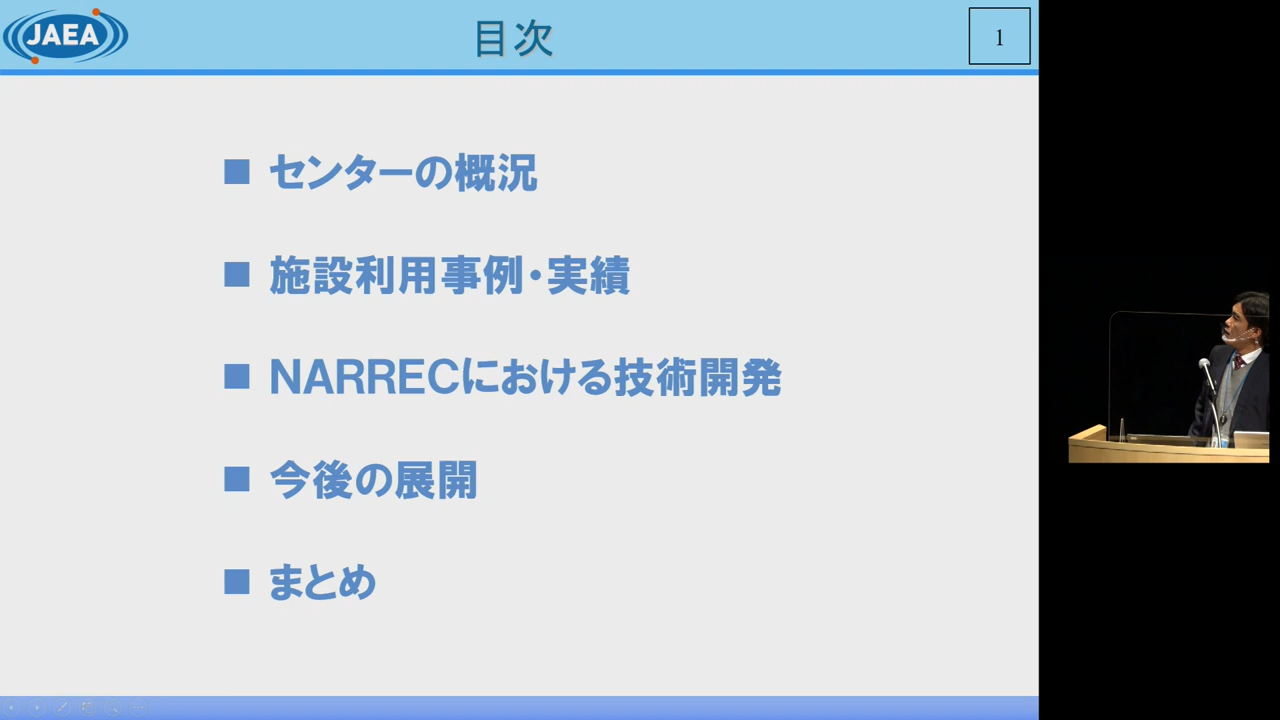 JAEA
目次
1
■ センターの概況
■ 施設利用事例・実績
■ NARRECにおける技術開発
■ 今後の展開
■ まとめ